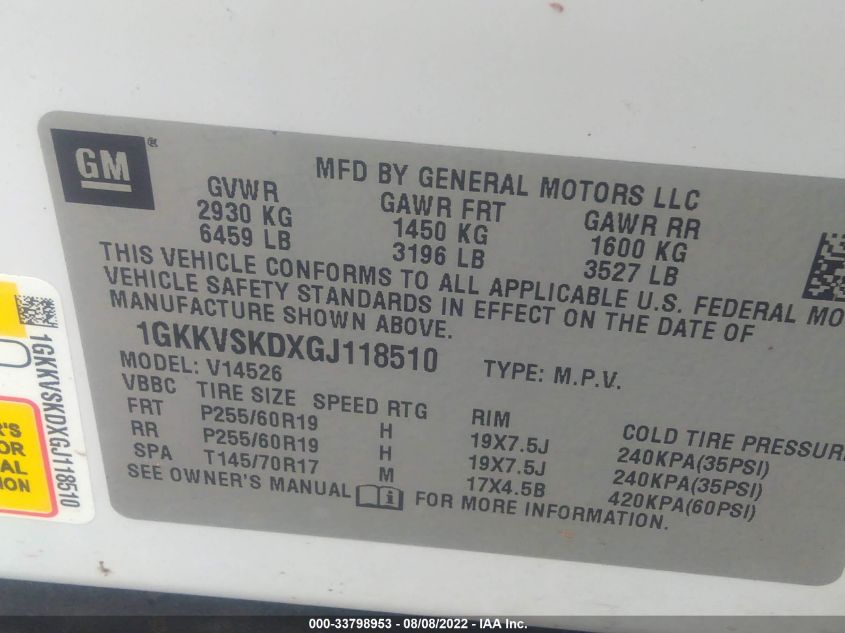 GM ®
MFD BY GENERAL MOTORS LLC
GVWR GAWR FRT GAWR RR
2930 KG 1450 KG 1600 KG
6459 LB 3196 LB 3527 LB
THIS VEHICLE CONFORMS TO ALL APPLICABLE U.S. FEDERAL MO
VEHICLE SAFETY STANDARDS IN EFFECT ON THE DATE OF
MANUFACTURE SHOWN ABOVE.
1GKKVSKDXGJ118510 TYPE: M.P.V.
MODEL: V14526
VBBC TIRE SIZE SPEED RTG RIM COLD TIRE PRESSURE
FRT P255/60R19 H 19X7.5J 240KPA(35PSI)
RR P255/60R19 H 19X7.5J 240KPA(35PSI)
SPA T145/70R17 M 17X4.5B 420KPA(60PSI)
SEE OWNER'S MANUAL i FOR MORE INFORMATION.
1GKKVSKDXGJ118510
R'S
OR
AL
ION
000-33798953 - 08/08/2022 - IAA Inc.